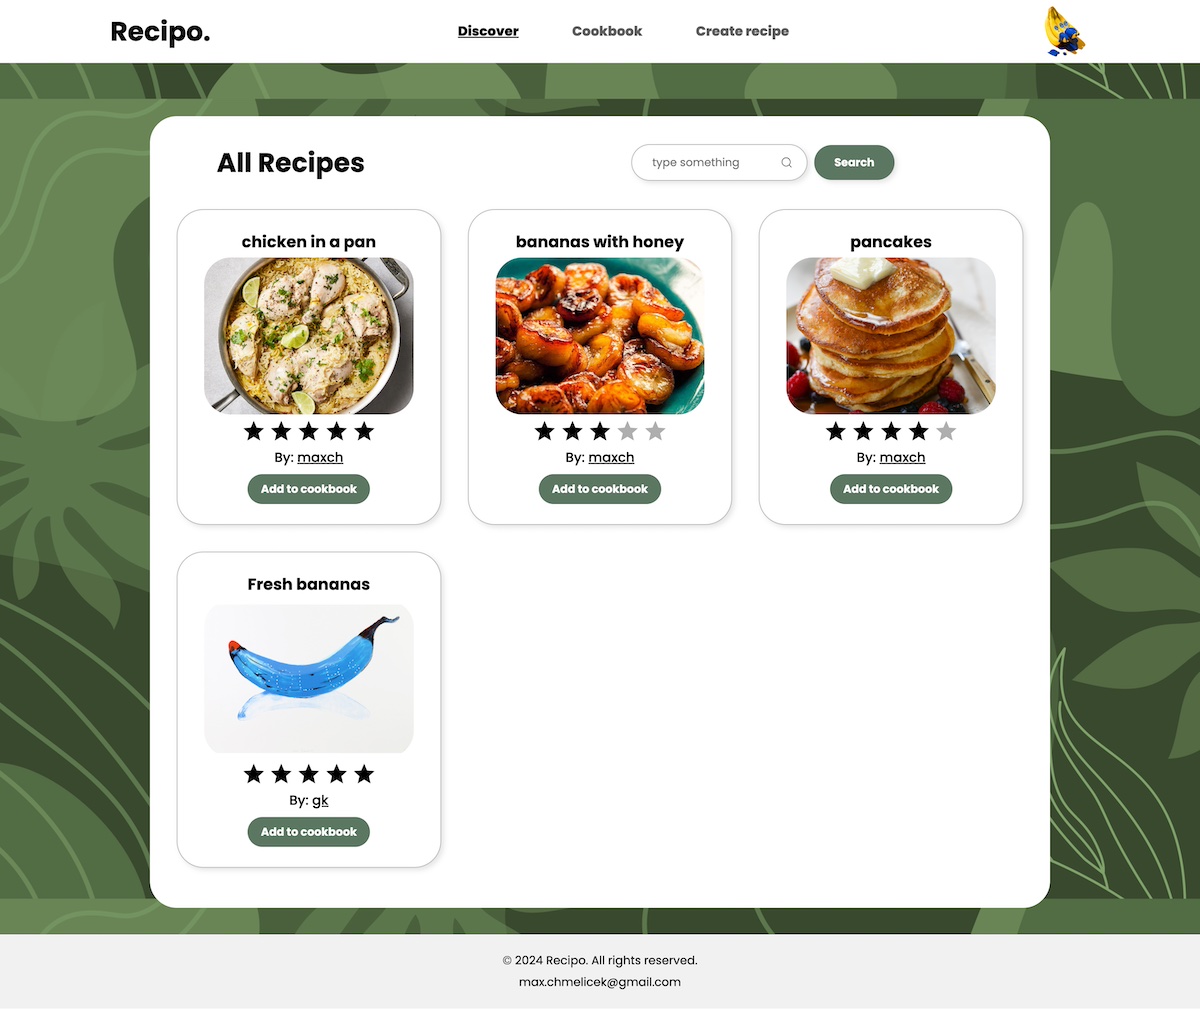 Recipo.
Discover
Cookbook
Create recipe
All Recipes
type something
Search
chicken in a pan
By: maxch
Add to cookbook
bananas with honey
By: maxch
Add to cookbook
pancakes
By: maxch
Add to cookbook
Fresh bananas
By: gk
Add to cookbook
© 2024 Recipo. All rights reserved.
max.chmelicek@gmail.com